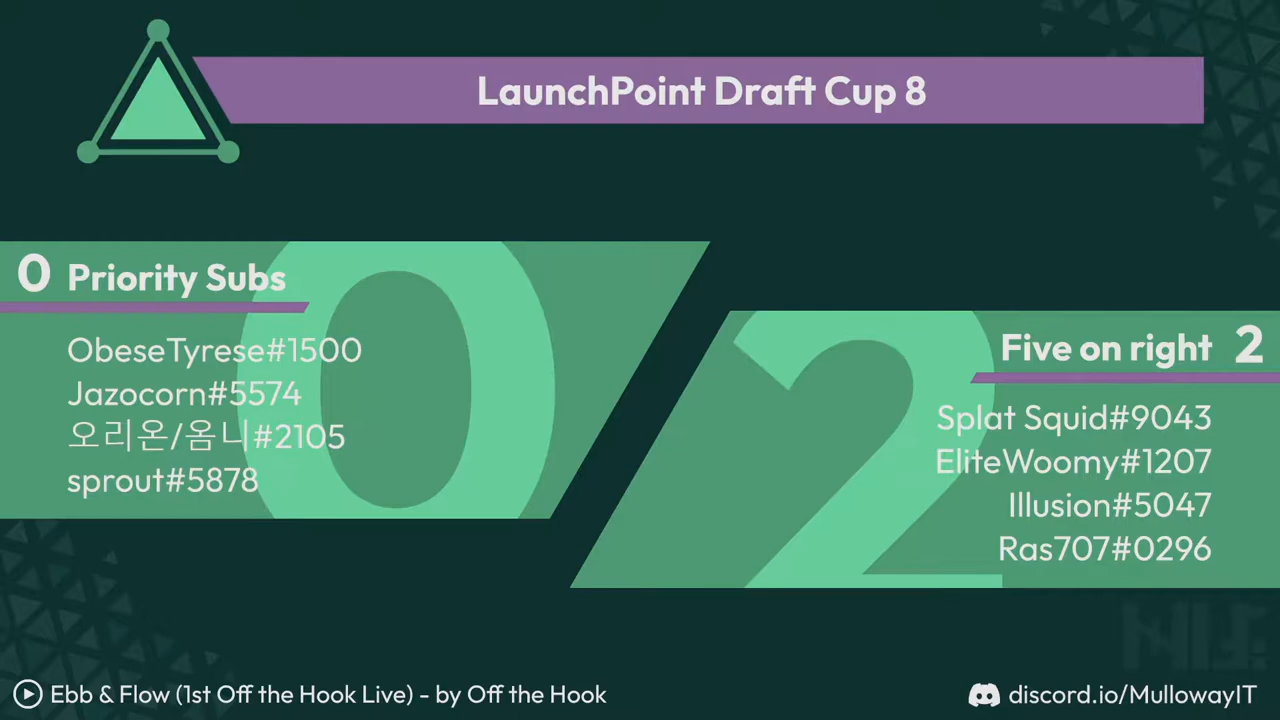 LaunchPoint Draft Cup 8
0 Priority Subs
ObeseTyrese#1500
Jazocorn#5574
오리온/옴니#2105
sprout#5878
0
Five on right 2
Splat Squid#9043
EliteWoomy#1207
Illusion#5047
Ras707#0296
2
Ebb & Flow (1st Off the Hook Live) - by Off the Hook
discord.io/MullowayIT